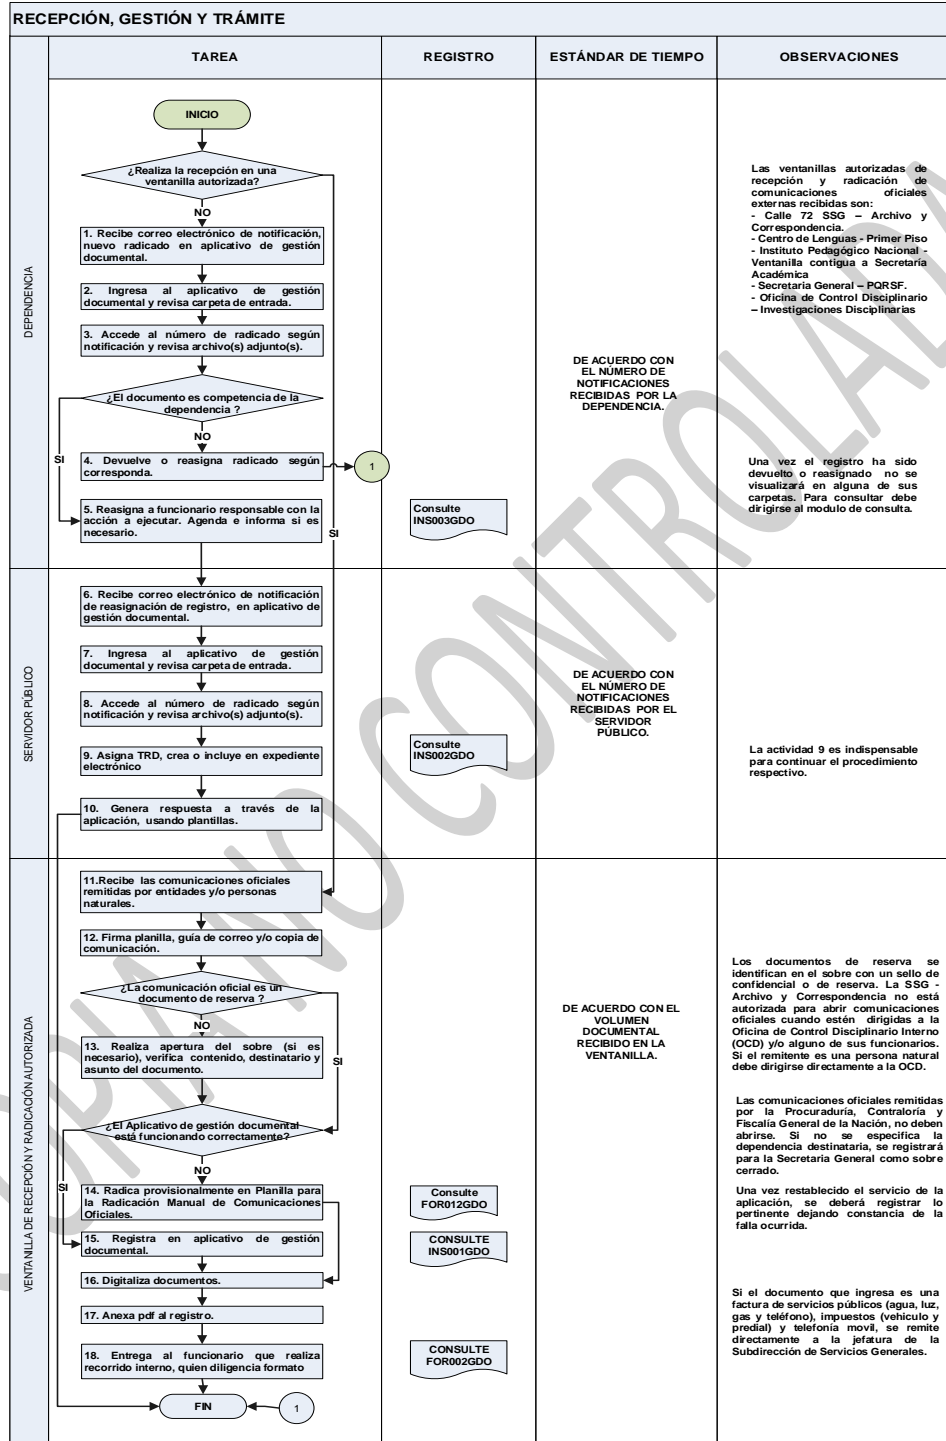 RECEPCIÓN, GESTIÓN Y TRÁMITE
TAREA
REGISTRO
ESTÁNDAR DE TIEMPO
OBSERVACIONES
DEPENDENCIA
INICIO
¿Realiza la recepción en una
ventanilla autorizada?
NO
1. Recibe correo electrónico de notificación,
nuevo radicado en aplicativo de gestión
documental.
2. Ingresa al aplicativo de gestión
documental y revisa carpeta de entrada.
3. Accede al número de radicado según
notificación y revisa archivo(s) adjunto(s).
¿El documento es competencia de la
dependencia ?
NO
SI
4. Devuelve o reasigna radicado según
corresponda.
1
5. Reasigna a funcionario responsable con la
acción a ejecutar. Agenda e informa si es
necesario.
SI
Consulte
INS003GDO
DE ACUERDO CON
EL NÚMERO DE
NOTIFICACIONES
RECIBIDAS POR LA
DEPENDENCIA.
Las ventanillas autorizadas de
recepción y radicación de
comunicaciones oficiales
externas recibidas son:
- Calle 72 SSG – Archivo y
Correspondencia.
- Centro de Lenguas - Primer Piso
- Instituto Pedagógico Nacional -
Ventanilla contigua a Secretaría
Académica
- Secretaria General – PQRSF.
- Oficina de Control Disciplinario
– Investigaciones Disciplinarias
Una vez el registro ha sido
devuelto o reasignado no se
visualizará en alguna de sus
carpetas. Para consultar debe
dirigirse al modulo de consulta.
SERVIDOR PÚBLICO
6. Recibe correo electrónico de notificación
de reasignación de registro, en aplicativo de
gestión documental.
7. Ingresa al aplicativo de gestión
documental y revisa carpeta de entrada.
8. Accede al número de radicado según
notificación y revisa archivo(s) adjunto(s).
9. Asigna TRD, crea o incluye en expediente
electrónico
10. Genera respuesta a través de la
aplicación, usando plantillas.
Consulte
INS002GDO
DE ACUERDO CON
EL NÚMERO DE
NOTIFICACIONES
RECIBIDAS POR EL
SERVIDOR
PÚBLICO.
La actividad 9 es indispensable
para continuar el procedimiento
respectivo.
VENTANILLA DE RECEPCIÓN Y RADICACIÓN AUTORIZADA
11.Recibe las comunicaciones oficiales
remitidas por entidades y/o personas
naturales.
12. Firma planilla, guía de correo y/o copia de
comunicación.
¿La comunicación oficial es un
documento de reserva ?
NO
13. Realiza apertura del sobre (si es
necesario), verifica contenido, destinatario y
asunto del documento.
SI
¿El Aplicativo de gestión documental
está funcionando correctamente?
NO
SI
14. Radica provisionalmente en Planilla para
la Radicación Manual de Comunicaciones
Oficiales.
15. Registra en aplicativo de gestión
documental.
16. Digitaliza documentos.
17. Anexa pdf al registro.
18. Entrega al funcionario que realiza
recorrido interno, quien diligencia formato
FIN
1
Consulte
FOR012GDO
CONSULTE
INS001GDO
CONSULTE
FOR002GDO
DE ACUERDO CON EL
VOLUMEN
DOCUMENTAL
RECIBIDO EN LA
VENTANILLA.
Los documentos de reserva se
identifican en el sobre con un sello de
confidencial o de reserva. La SSG -
Archivo y Correspondencia no está
autorizada para abrir comunicaciones
oficiales cuando estén dirigidas a la
Oficina de Control Disciplinario Interno
(OCD) y/o alguno de sus funcionarios.
Si el remitente es una persona natural
debe dirigirse directamente a la OCD.
Las comunicaciones oficiales remitidas
por la Procuraduría, Contraloría y
Fiscalía General de la Nación, no deben
abrirse. Si no se especifica la
dependencia destinataria, se registrará
para la Secretaria General como sobre
cerrado.
Una vez restablecido el servicio de la
aplicación, se deberá registrar lo
pertinente dejando constancia de la
falla ocurrida.
Si el documento que ingresa es una
factura de servicios públicos (agua, luz,
gas y teléfono), impuestos (vehiculo y
predial) y telefonía movil, se remite
directamente a la jefatura de la
Subdirección de Servicios Generales.
COPIA NO CONTROLADA